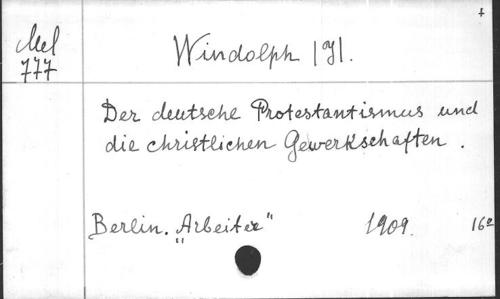 Mel
777
Windolph |J|.
Der deutsche Protestantismus und
die christlichen Gewerkschaften.
Berlin. "Arbeiter" 1909. 16°